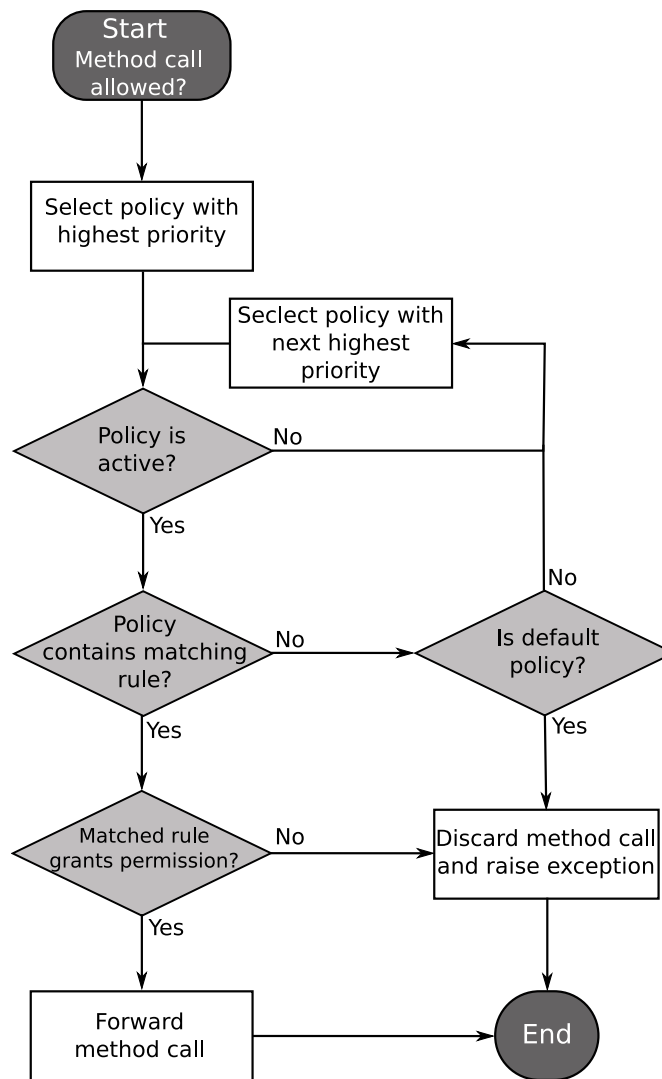 Start
Method call
allowed?
Select policy with
highest priority
Seclect policy with
next highest
priority
Policy is
active?
No
Yes
No
Policy
contains matching
rule?
No
Is default
policy?
Yes
Yes
Matched rule
grants permission?
No
Discard method call
and raise exception
Yes
Forward
method call
End